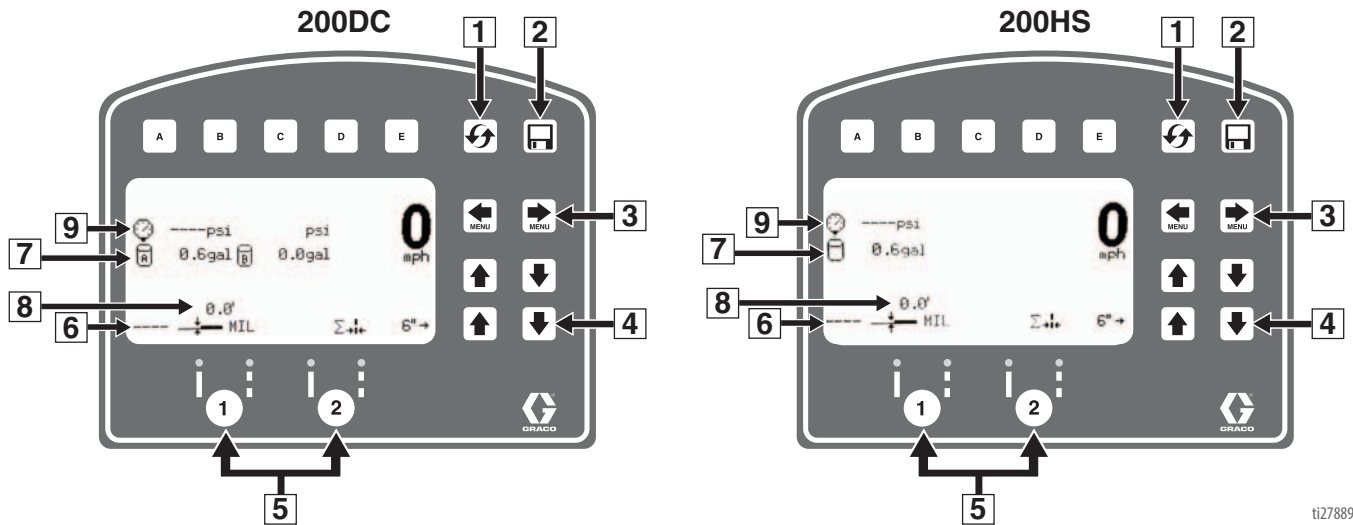 200DC
1
2
A B C D E
9
----psi psi
0
mph
7
A 0.6gal B 0.0gal
MENU MENU
3
8
0.0'
6
---- MIL Σ 6"→
4
1 2
GRACO
5
200HS
1
2
A B C D E
9
----psi
0
mph
7
0.6gal
MENU MENU
3
8
0.0'
6
---- MIL Σ 6"→
4
1 2
GRACO
5
ti27889